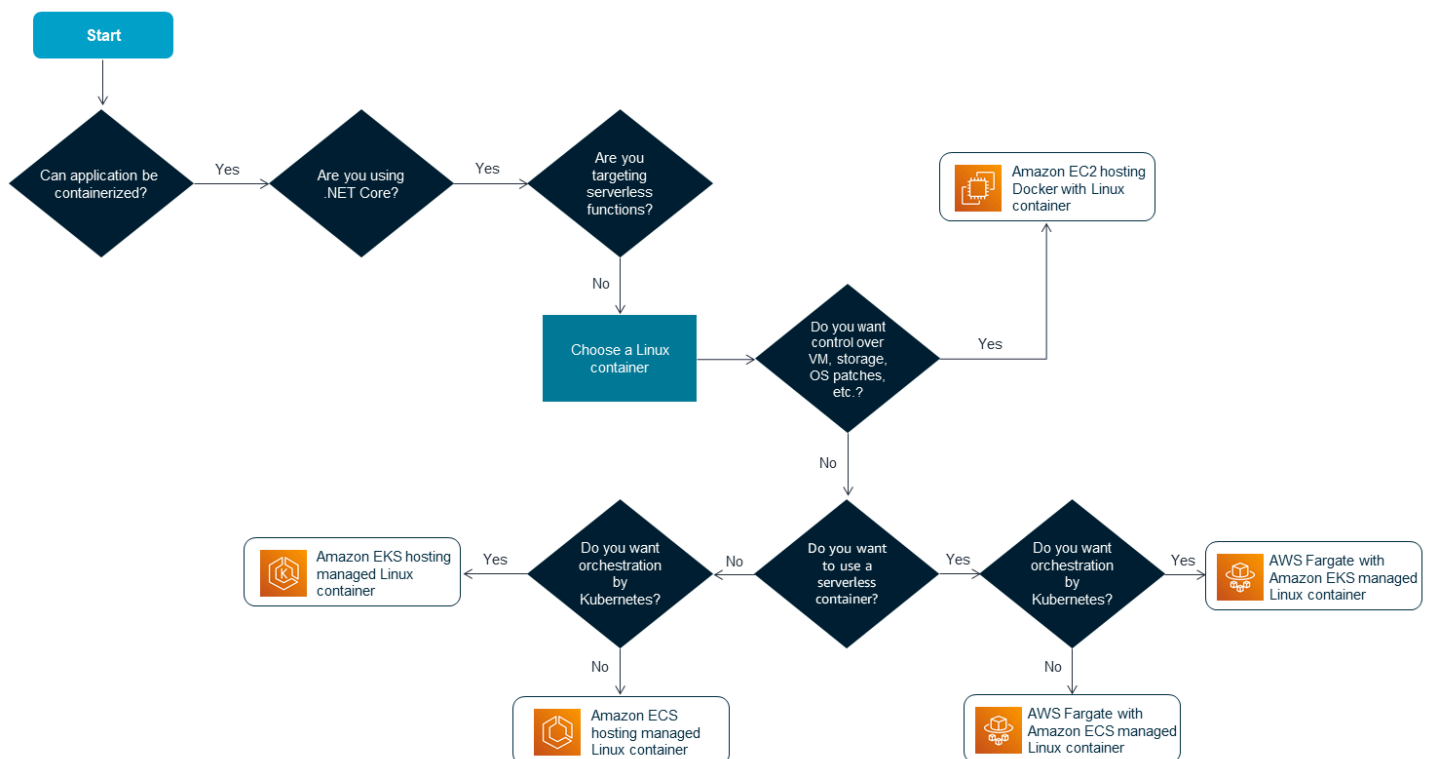 Start
Can application be
containerized?
Yes
Are you using
.NET Core?
Yes
Are you
targeting
serverless
functions?
No
Choose a Linux
container
Do you want
control over
VM, storage,
OS patches,
etc.?
Yes
Amazon EC2 hosting
Docker with Linux
container
No
Do you want
to use a
serverless
container?
No
Do you want
orchestration
by
Kubernetes?
Yes
Amazon EKS hosting
managed Linux
container
K
No
Amazon ECS
hosting managed
Linux container
Yes
Do you want
orchestration
by
Kubernetes?
Yes
AWS Fargate with
Amazon EKS managed
Linux container
No
AWS Fargate with
Amazon ECS managed
Linux container